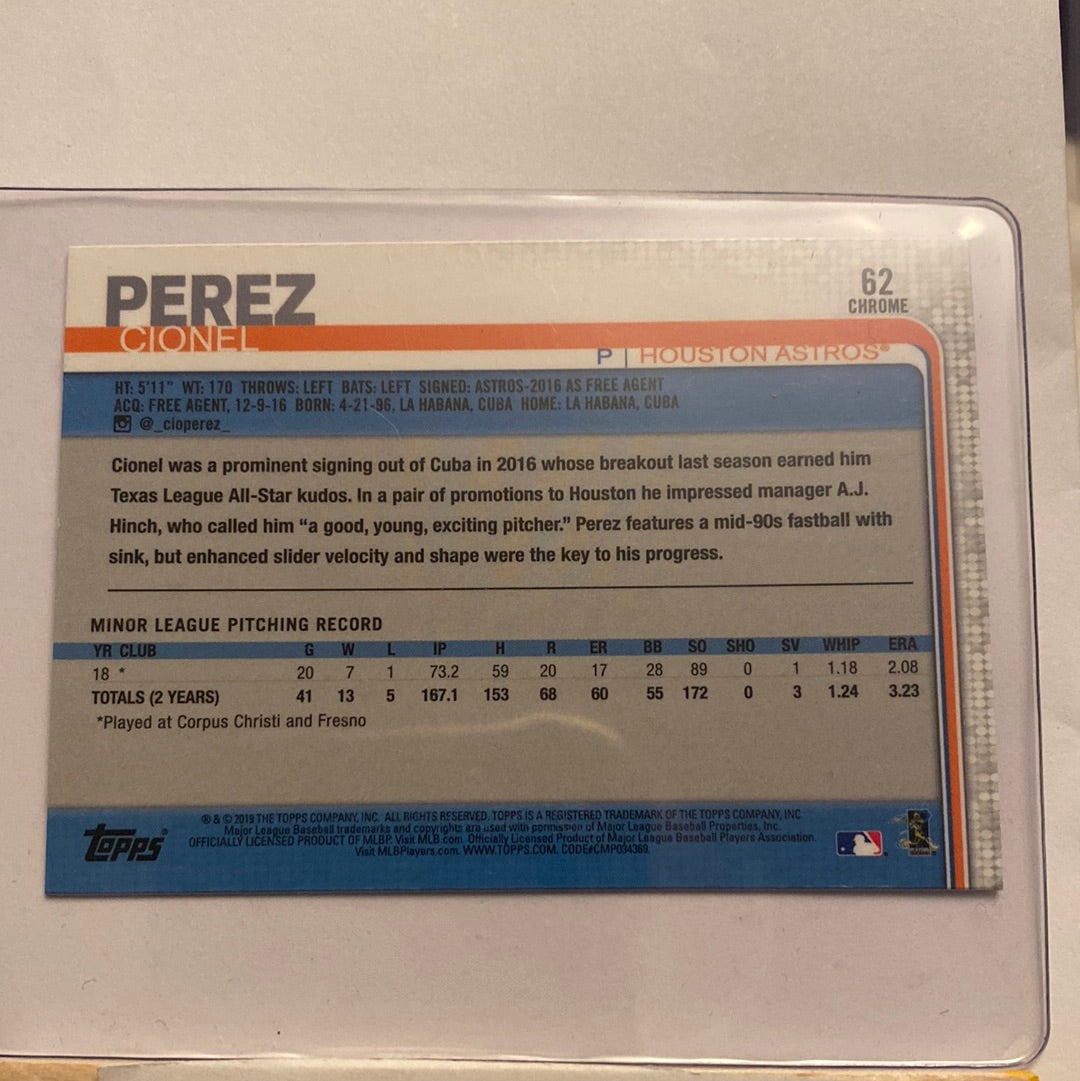 PEREZ
CIONEL
62
CHROME
P | HOUSTON ASTROS®
HT: 5'11" WT: 170 THROWS: LEFT BATS: LEFT SIGNED: ASTROS-2016 AS FREE AGENT
ACQ: FREE AGENT, 12-9-16 BORN: 4-21-96, LA HABANA, CUBA HOME: LA HABANA, CUBA
@_cioperez_
Cionel was a prominent signing out of Cuba in 2016 whose breakout last season earned him
Texas League All-Star kudos. In a pair of promotions to Houston he impressed manager A.J.
Hinch, who called him “a good, young, exciting pitcher.” Perez features a mid-90s fastball with
sink, but enhanced slider velocity and shape were the key to his progress.
MINOR LEAGUE PITCHING RECORD
YR CLUB G W L IP H R ER BB SO SHO SV WHIP ERA
18 * 20 7 1 73.2 59 20 17 28 89 0 1 1.18 2.08
TOTALS (2 YEARS) 41 13 5 167.1 153 68 60 55 172 0 3 1.24 3.23
*Played at Corpus Christi and Fresno
topps®
® & © 2019 THE TOPPS COMPANY, INC. ALL RIGHTS RESERVED. TOPPS IS A REGISTERED TRADEMARK OF THE TOPPS COMPANY, INC.
Major League Baseball trademarks and copyrights are used with permission of Major League Baseball Properties, Inc.
OFFICIALLY LICENSED PRODUCT OF MLBP. Visit MLB.com. Officially Licensed Product of Major League Baseball Players Association.
Visit MLBPlayers.com. WWW.TOPPS.COM. CODE#CMP034369.